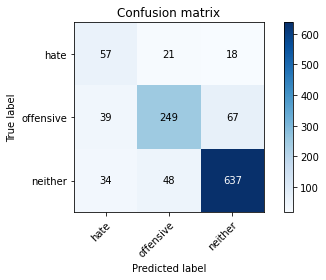 Confusion matrix
True label
hate 57 21 18
offensive 39 249 67
neither 34 48 637
hate offensive neither
Predicted label
600
500
400
300
200
100